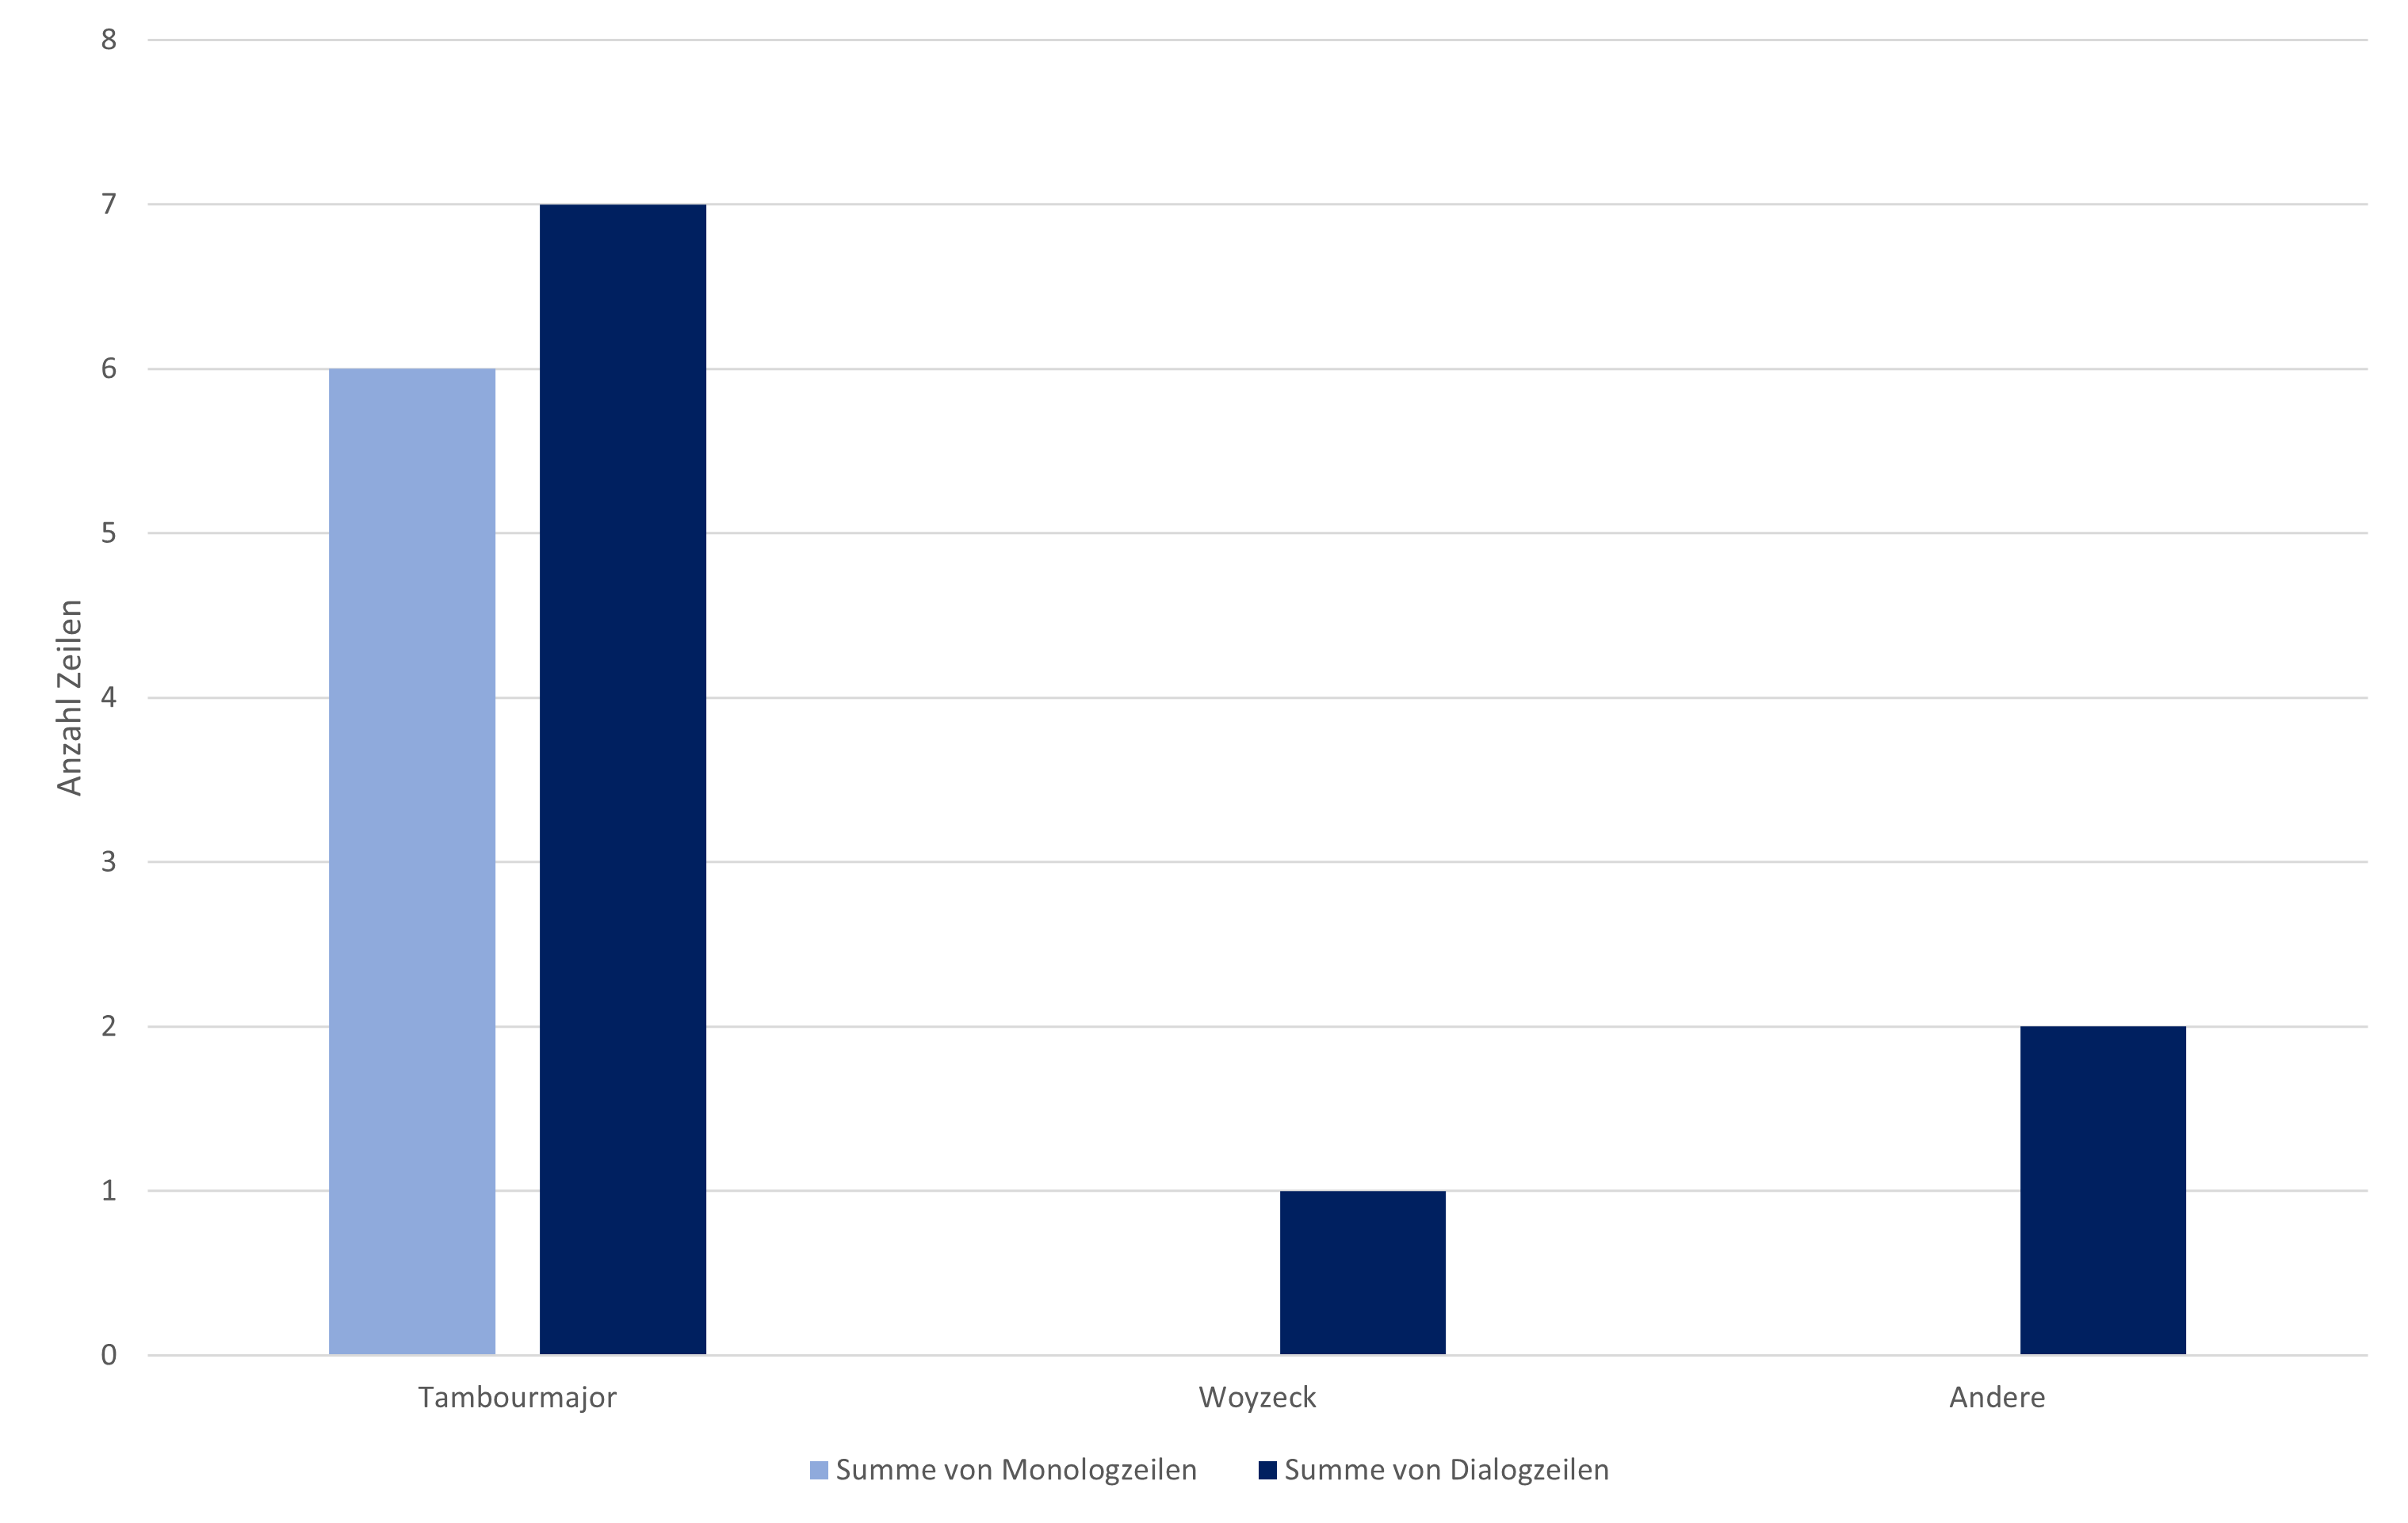 8
7
6
5
4
3
2
1
0
Anzahl Zeilen
Tambourmajor
Woyzeck
Andere
Summe von Monologzeilen
Summe von Dialogzeilen